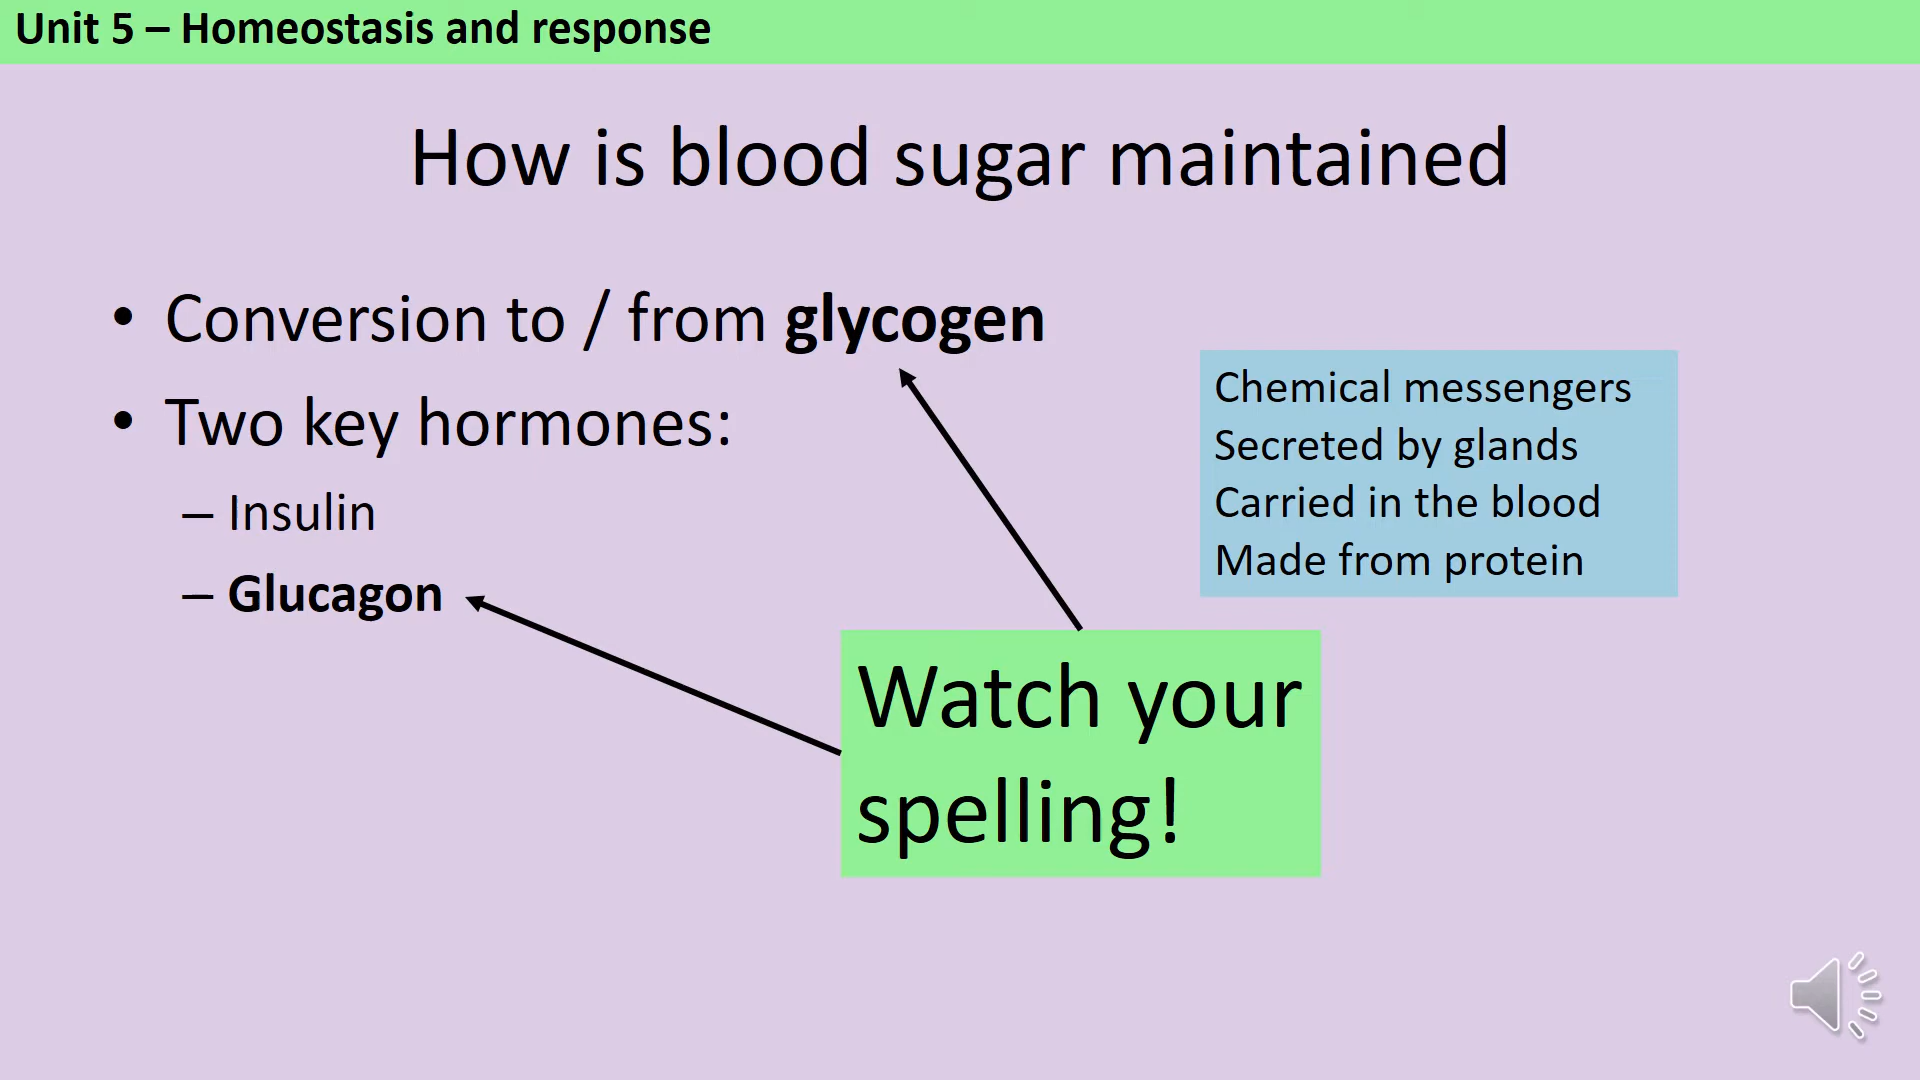 Unit 5 – Homeostasis and response
How is blood sugar maintained
• Conversion to / from glycogen
• Two key hormones:
– Insulin
– Glucagon
Chemical messengers
Secreted by glands
Carried in the blood
Made from protein
Watch your
spelling!